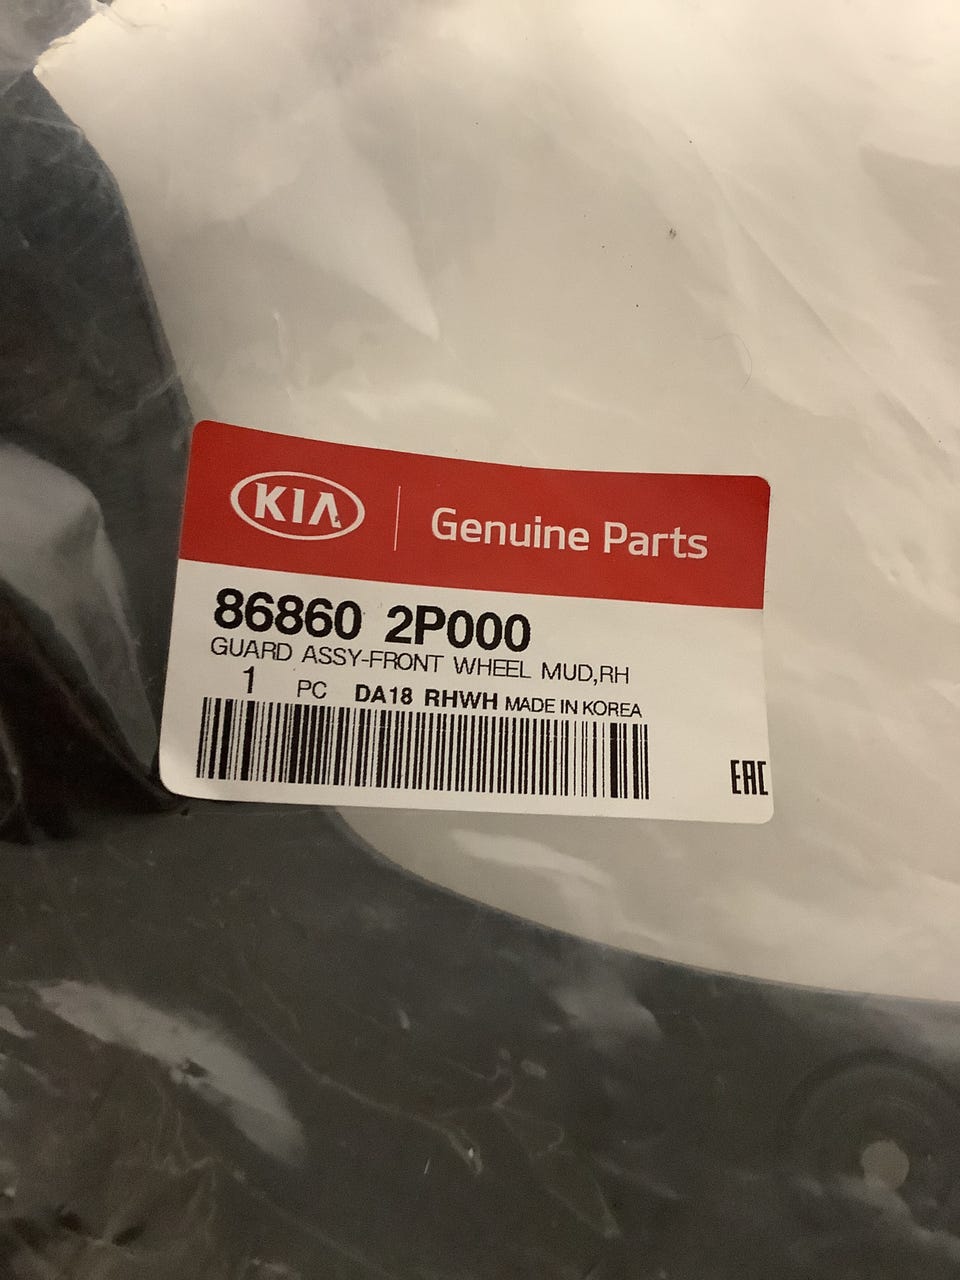 KIA Genuine Parts
86860 2P000
GUARD ASSY-FRONT WHEEL MUD,RH
1 PC DA18 RHWH MADE IN KOREA
EAC